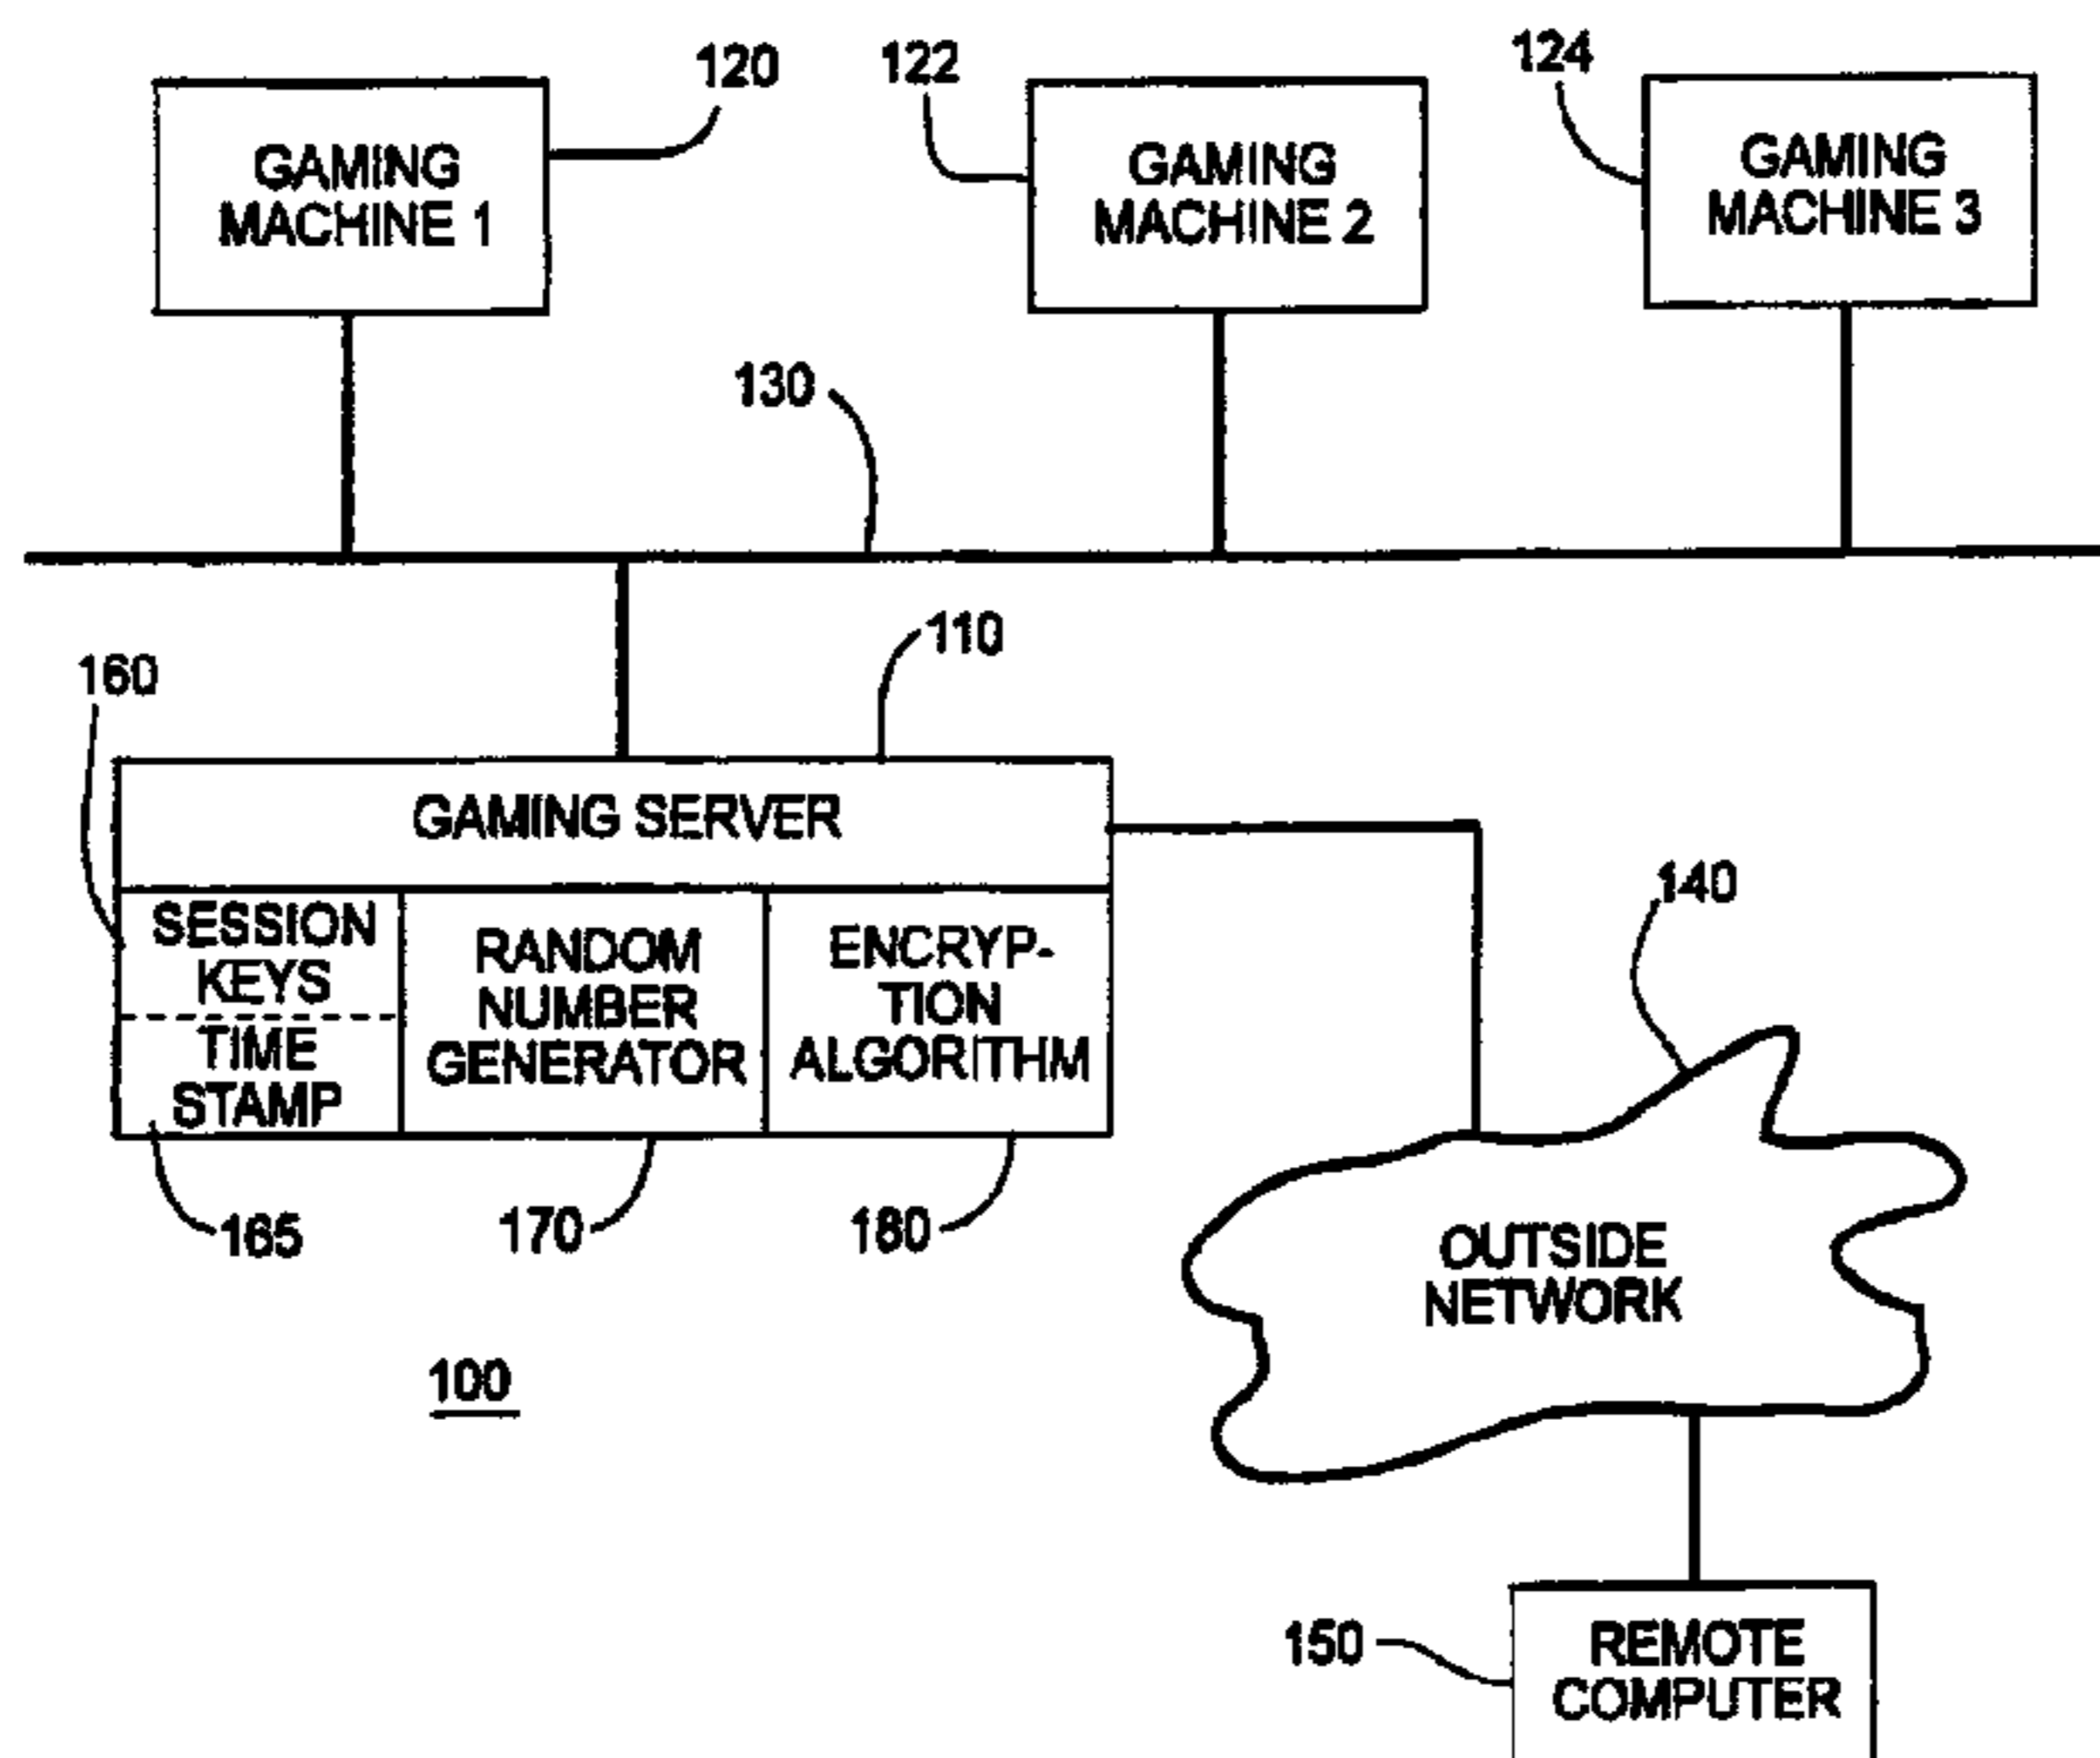 120
122
124
GAMING
MACHINE 1
GAMING
MACHINE 2
GAMING
MACHINE 3
130
110
160
GAMING SERVER
140
SESSION
KEYS
TIME
STAMP
RANDOM
NUMBER
GENERATOR
ENCRYP-
TION
ALGORITHM
165
170
180
OUTSIDE
NETWORK
100
150
REMOTE
COMPUTER